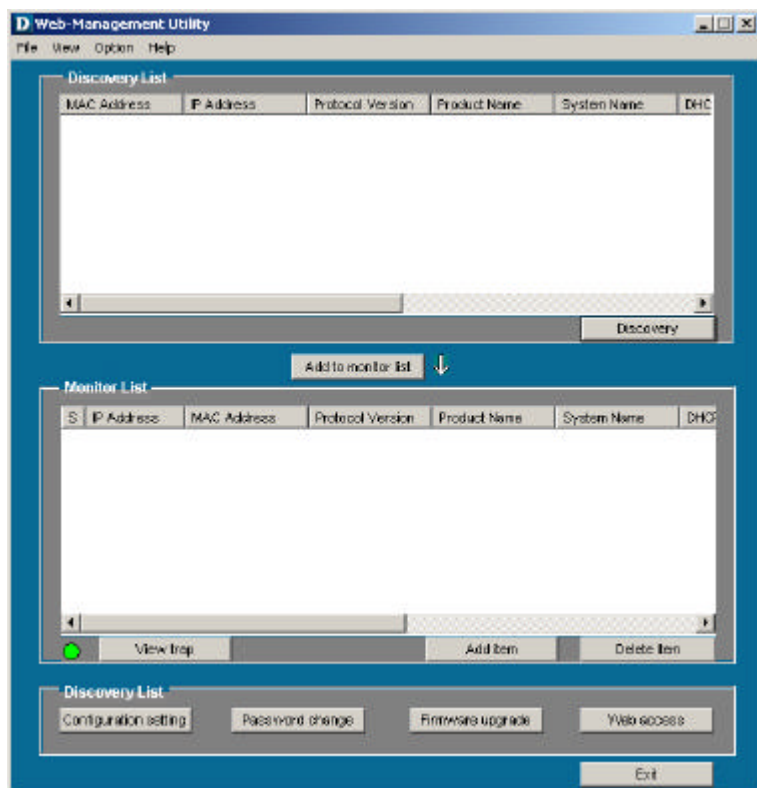 D Web-Management Utility
File View Option Help
Discovery List
MAC Address IP Address Protocol Version Product Name System Name DHC
Discovery
Add to monitor list
Monitor List
S IP Address MAC Address Protocol Version Product Name System Name DHCP
View trap Add item Delete item
Discovery List
Configuration setting Password change Firmware upgrade Web access
Exit